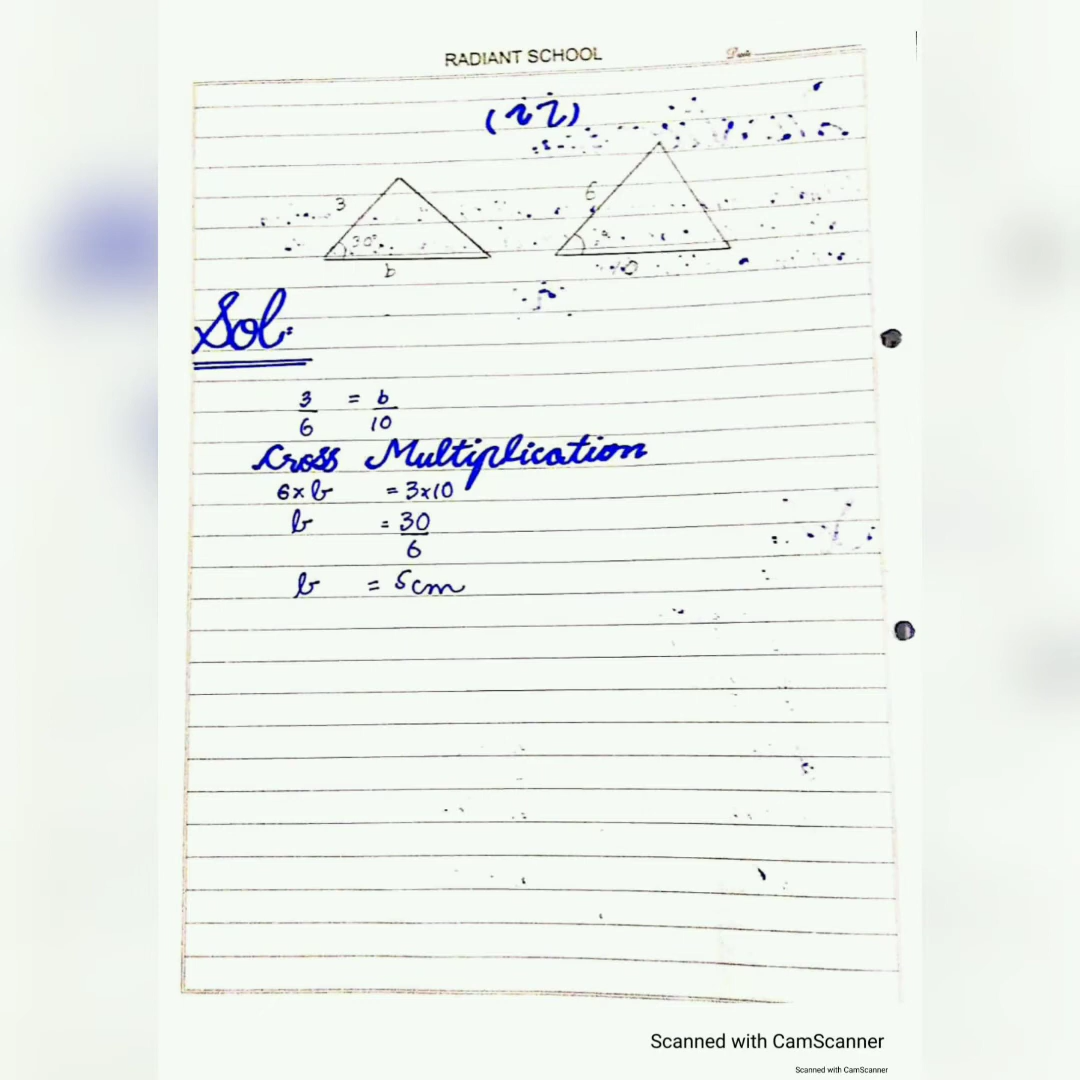 RADIANT SCHOOL
Date
(ii)
3
6
30°
a
b
10
Sol:
3/6 = b/10
Cross Multiplication
6×b = 3×10
b = 30/6
b = 5cm
Scanned with CamScanner
Scanned with CamScanner